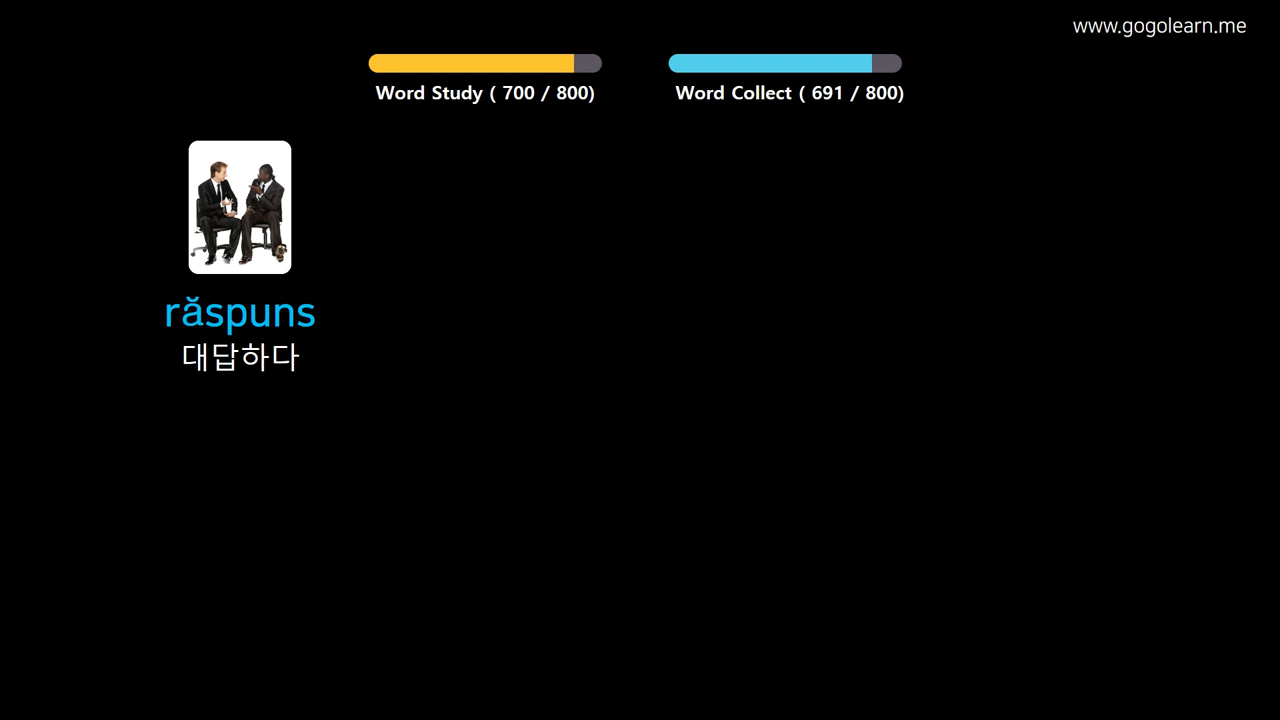 www.gogolearn.me
Word Study ( 700 / 800)
Word Collect ( 691 / 800)
răspuns
대답하다